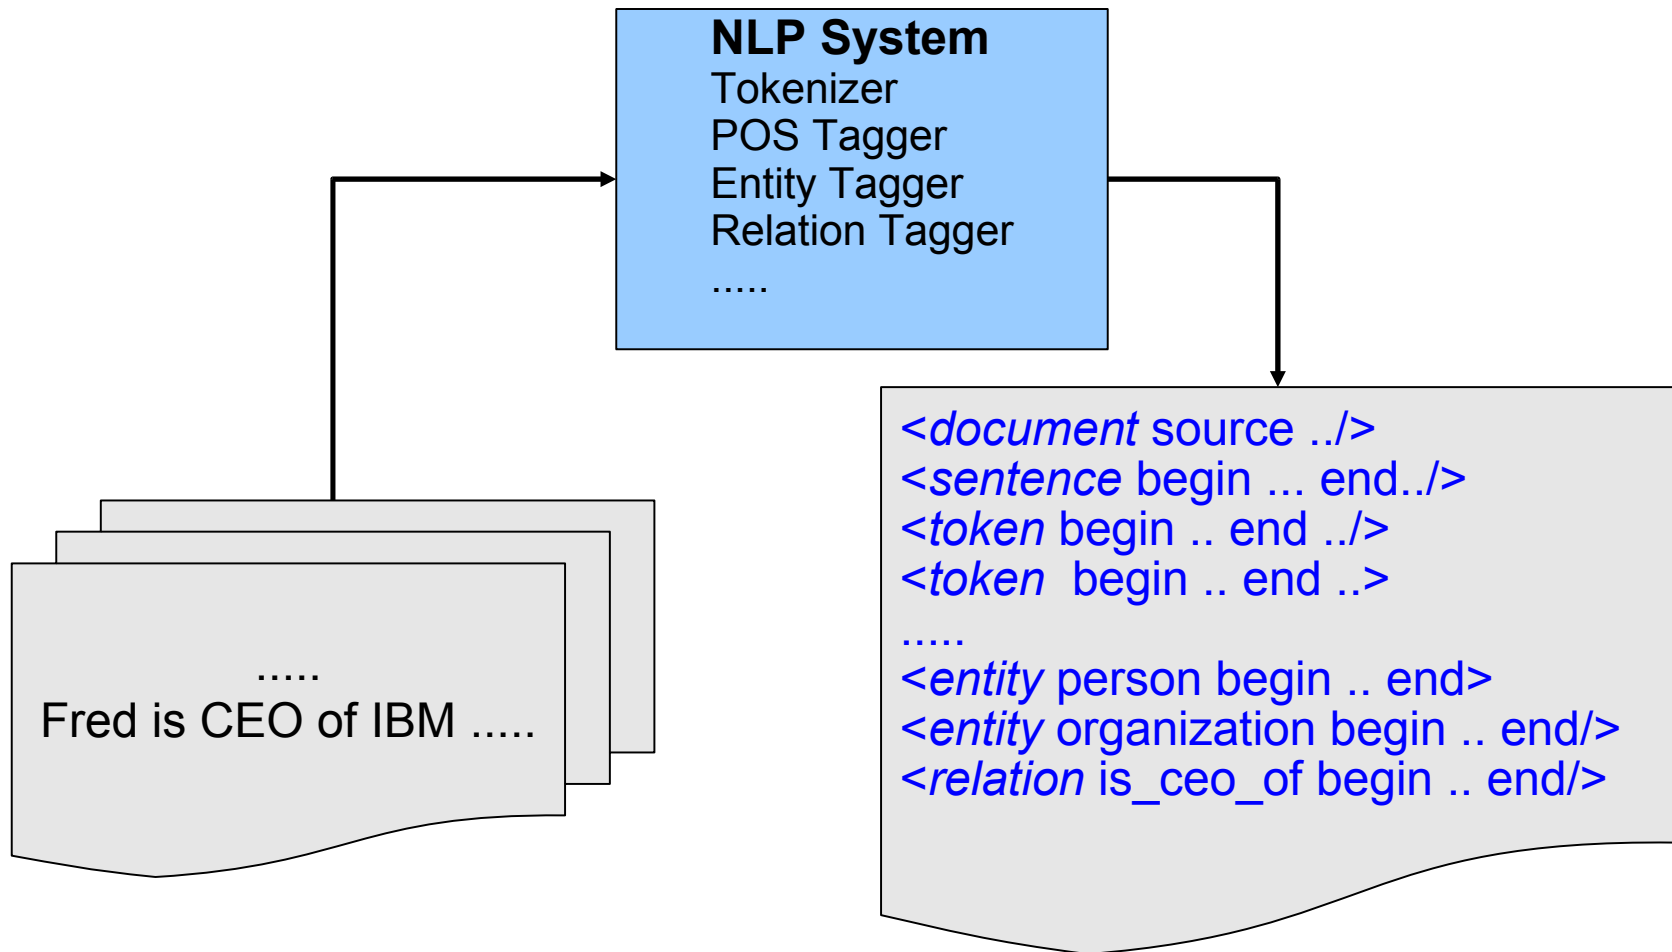 NLP System
Tokenizer
POS Tagger
Entity Tagger
Relation Tagger
.....
.....
Fred is CEO of IBM .....
<document source ../>
<sentence begin ... end../>
<token begin .. end ../>
<token  begin .. end ..>
.....
<entity person begin .. end>
<entity organization begin .. end/>
<relation is_ceo_of begin .. end/>